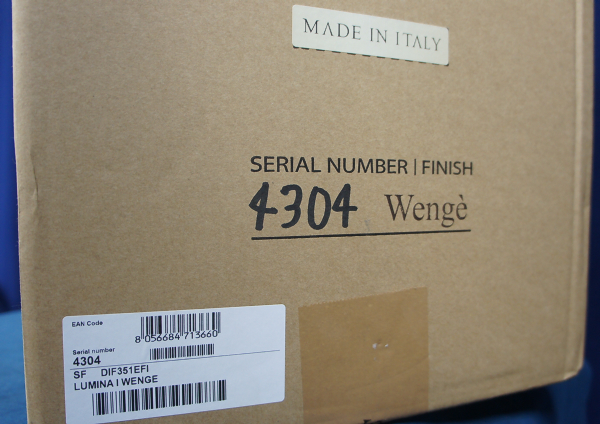 MADE IN ITALY
SERIAL NUMBER | FINISH
4304 Wengè
EAN Code
8 056684 713660
Serial number
4304
SF DIF351EFI
LUMINA I WENGE